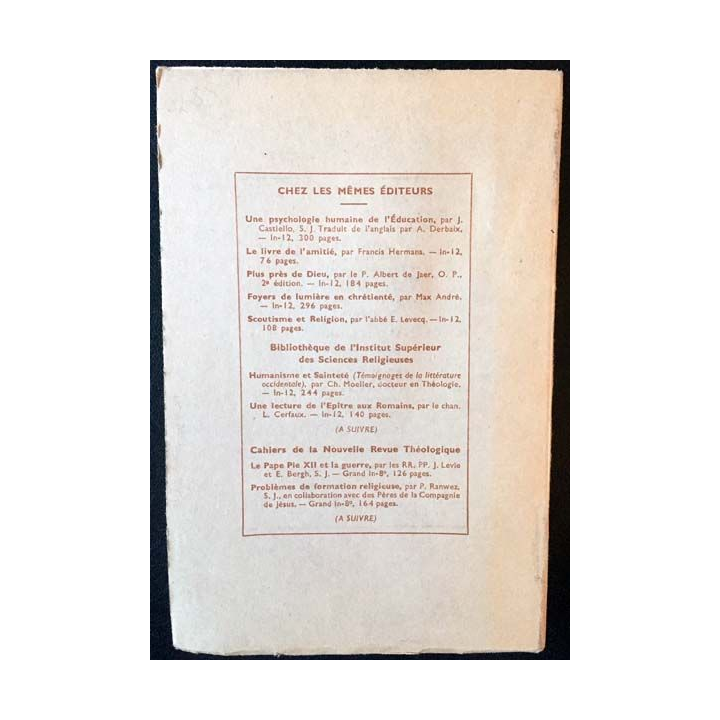 CHEZ LES MÊMES ÉDITEURS
Une psychologie humaine de l'Éducation, par J.
Castiello, S. J. Traduit de l'anglais par A. Derbaix.
— In-12, 300 pages.
Le livre de l'amitié, par Francis Hermans. — In-12,
76 pages.
Plus près de Dieu, par le P. Albert de Jaer, O. P.,
2e édition. — In-12, 184 pages.
Foyers de lumière en chrétienté, par Max André.
— In-12, 296 pages.
Scoutisme et Religion, par l'abbé E. Levecq. — In-12,
108 pages.
Bibliothèque de l'Institut Supérieur
des Sciences Religieuses
Humanisme et Sainteté (Témoignages de la littérature
occidentale), par Ch. Moeller, docteur en Théologie.
— In-12, 244 pages.
Une lecture de l'Epître aux Romains, par le chan.
L. Cerfaux. — In-12, 140 pages.
(A SUIVRE)
Cahiers de la Nouvelle Revue Théologique
Le Pape Pie XII et la guerre, par les RR. PP. J. Levie
et E. Bergh, S. J. — Grand In-8º, 126 pages.
Problèmes de formation religieuse, par P. Ranwez,
S. J., en collaboration avec des Pères de la Compagnie
de Jésus. — Grand In-8º, 164 pages.
(A SUIVRE)